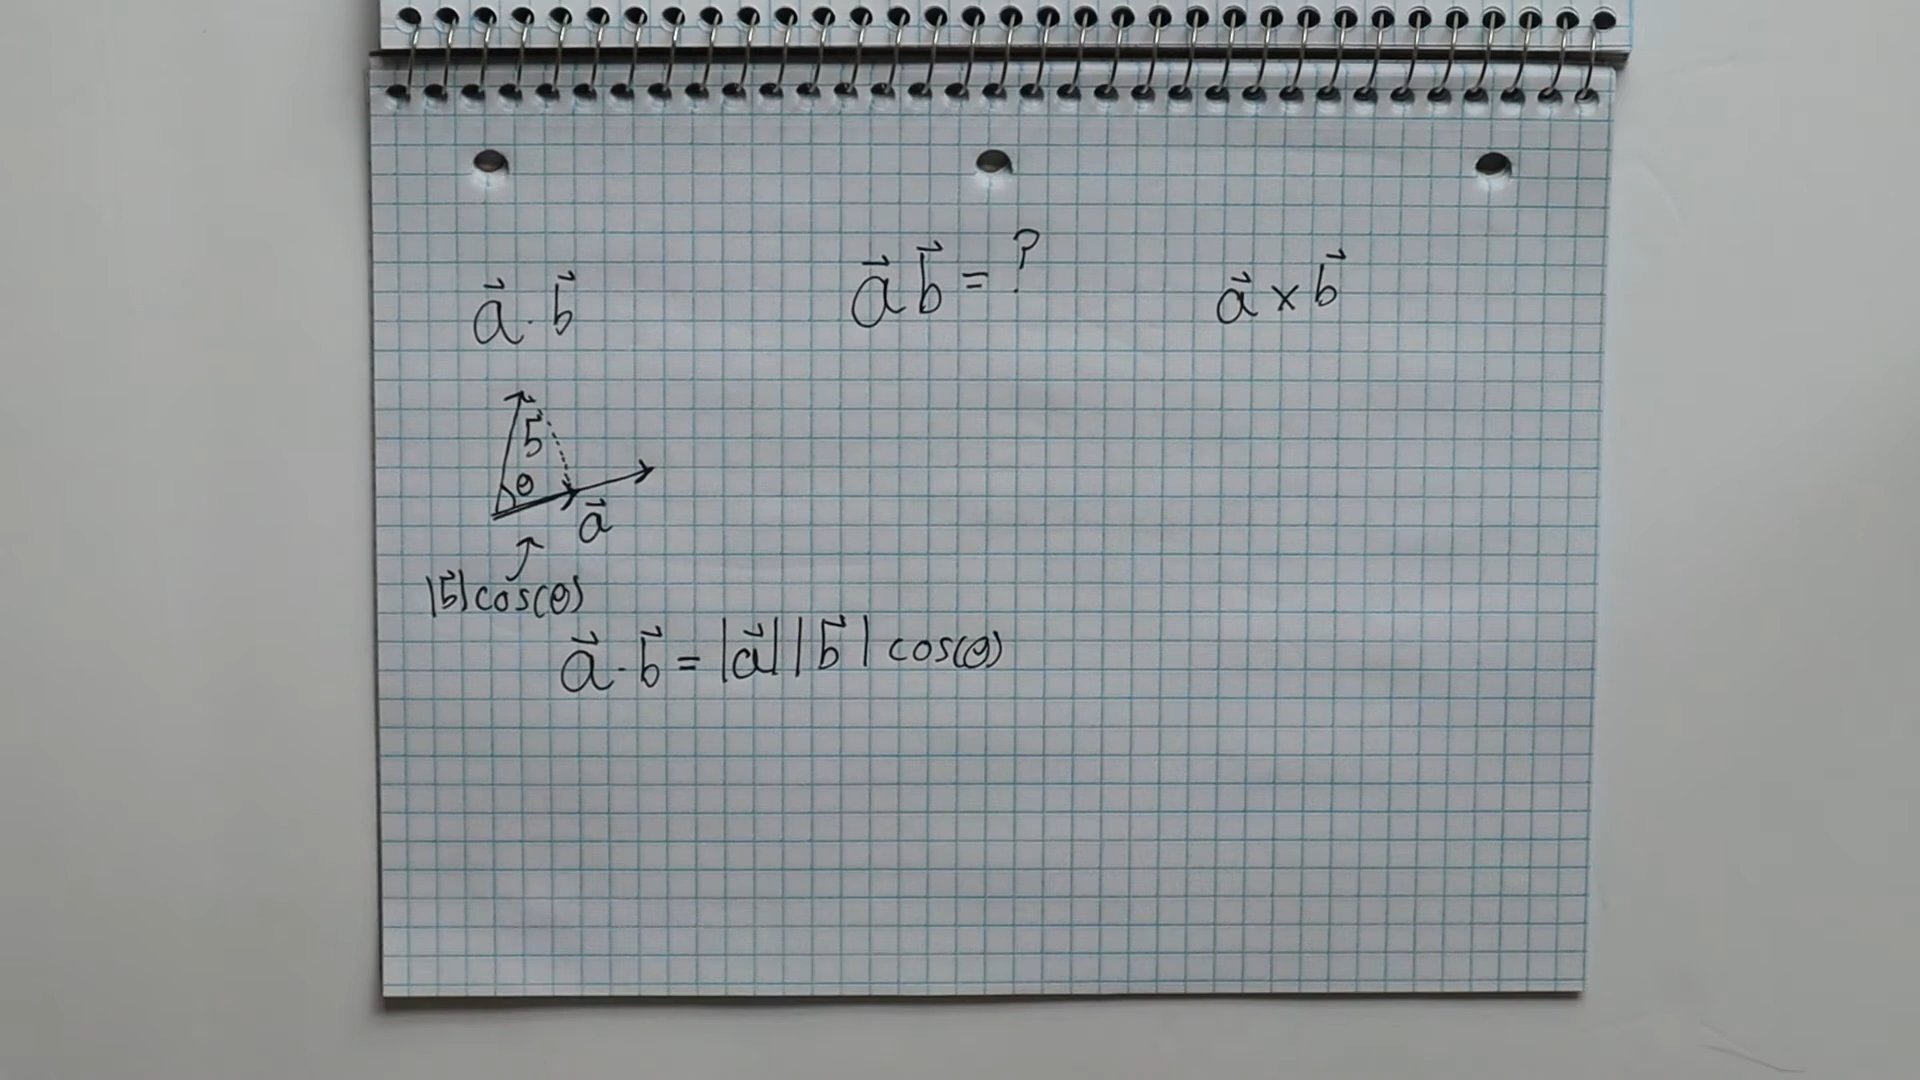 a⃗ · b⃗
a⃗ b⃗ = ?
a⃗ × b⃗
b⃗
θ
a⃗
|b⃗| cos(θ)
a⃗ · b⃗ = |a⃗| |b⃗| cos(θ)